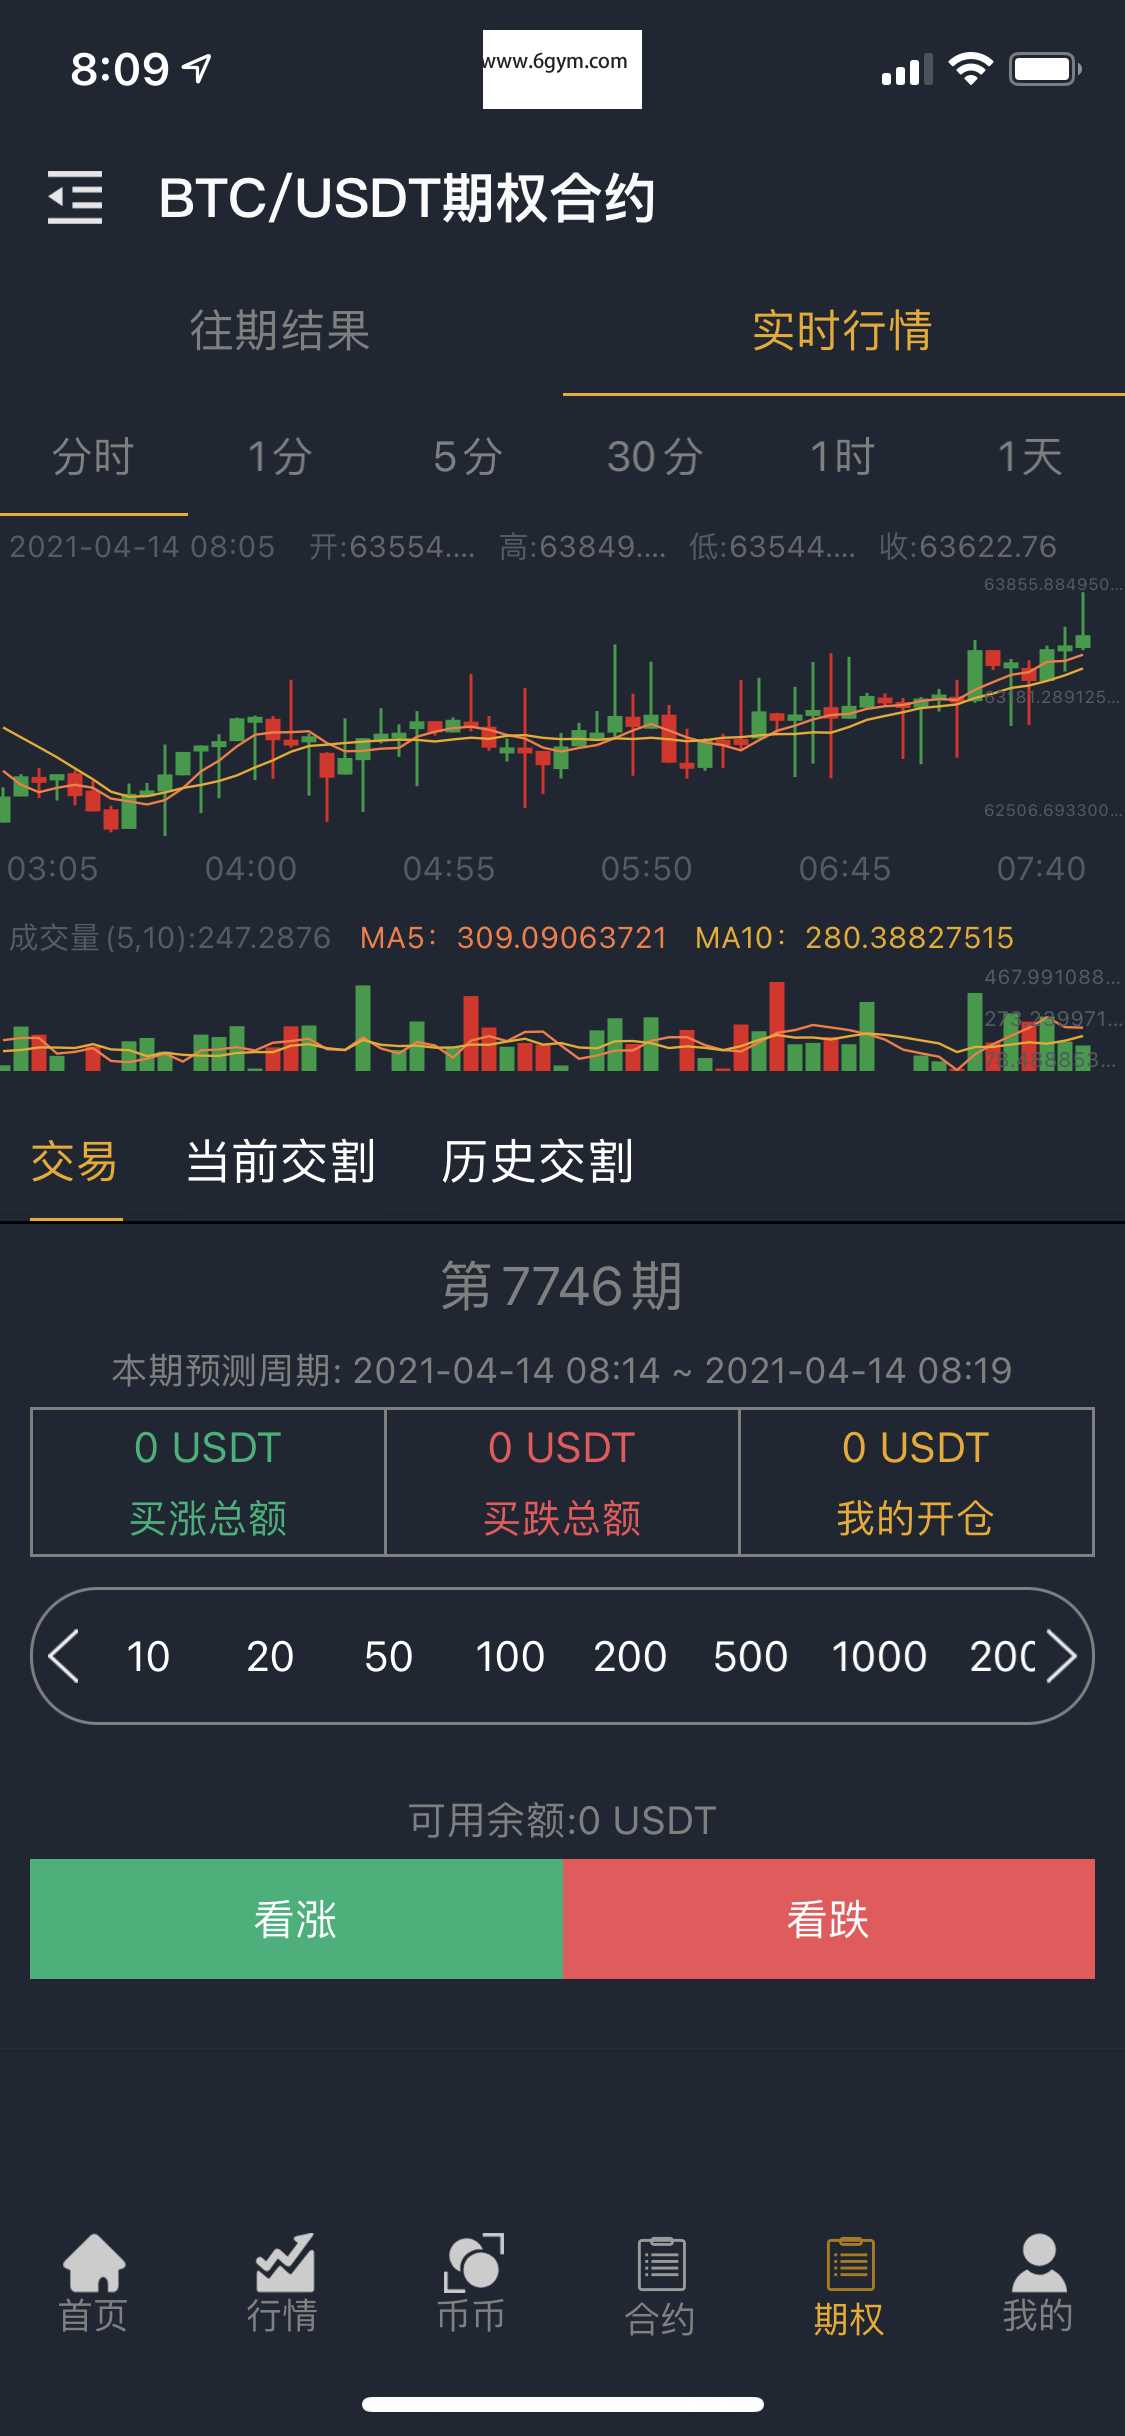 8:09
www.6gym.com
BTC/USDT期权合约
往期结果 实时行情
分时 1分 5分 30分 1时 1天
2021-04-14 08:05 开:63554.... 高:63849.... 低:63544.... 收:63622.76
63855.884950...
63181.289125...
62506.693300...
03:05 04:00 04:55 05:50 06:45 07:40
成交量(5,10):247.2876 MA5: 309.09063721 MA10: 280.38827515
467.991088...
交易 当前交割 历史交割
第7746期
本期预测周期: 2021-04-14 08:14 ~ 2021-04-14 08:19
0 USDT 0 USDT 0 USDT
买涨总额 买跌总额 我的开仓
10 20 50 100 200 500 1000 200
可用余额:0 USDT
看涨 看跌
首页 行情 币币 合约 期权 我的